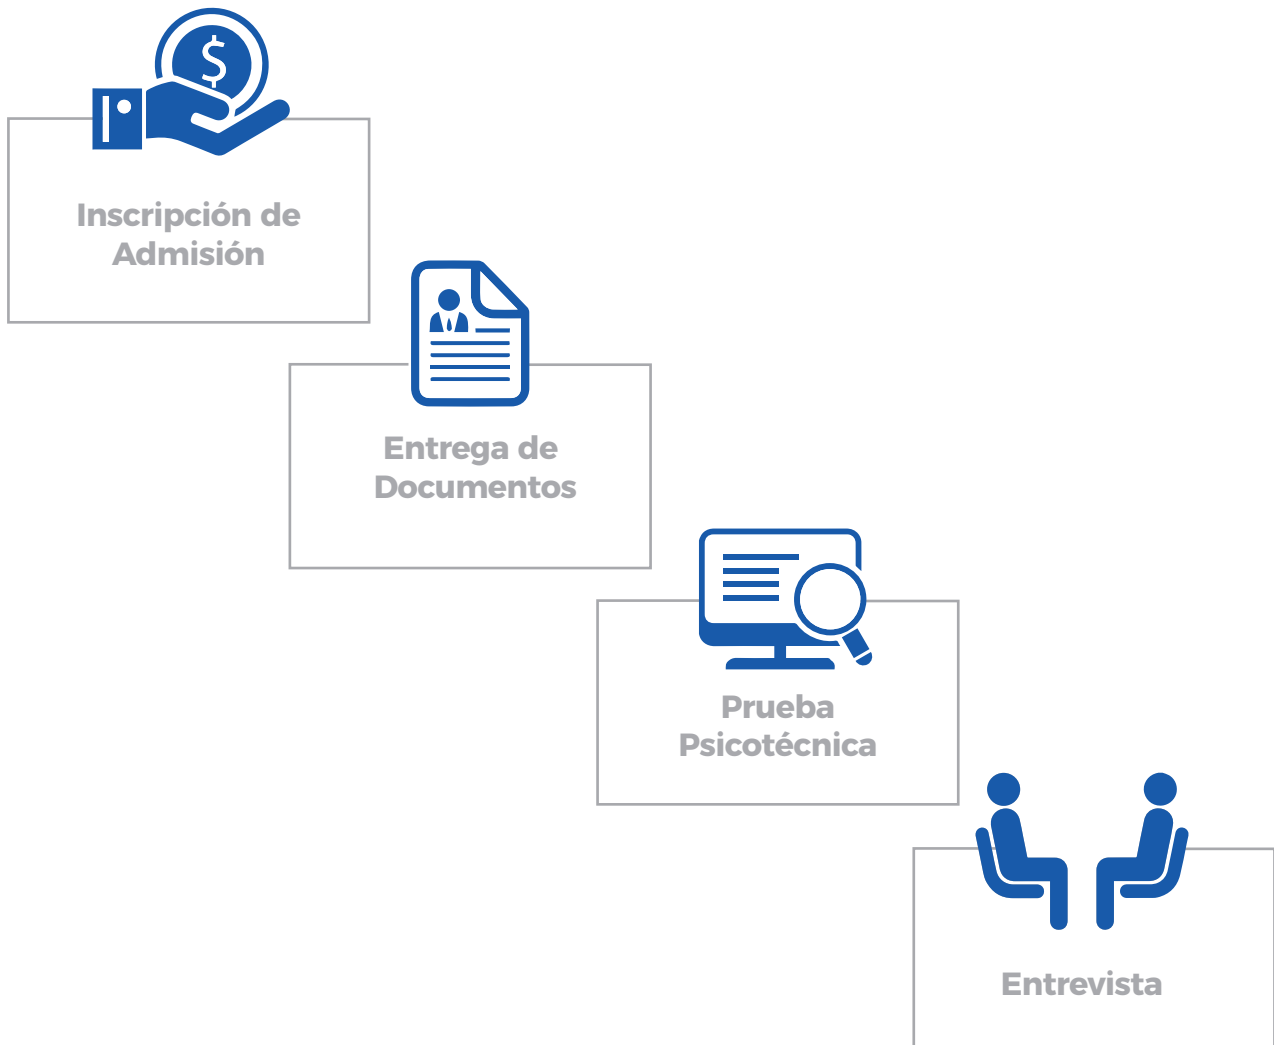 $
Inscripción de
Admisión
Entrega de
Documentos
Prueba
Psicotécnica
Entrevista